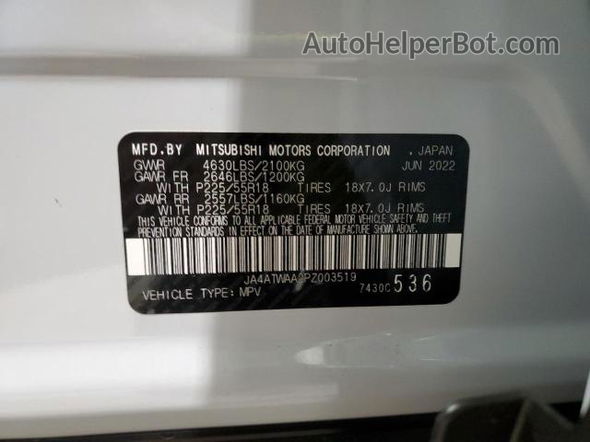 AutoHelperBot.com
MFD.BY MITSUBISHI MOTORS CORPORATION , JAPAN
GVWR 4630LBS/2100KG JUN 2022
GAWR FR 2646LBS/1200KG
WITH P225/55R18 TIRES 18X7.0J RIMS
GAWR RR 2557LBS/1160KG
WITH P225/55R18 TIRES 18X7.0J RIMS
THIS VEHICLE CONFORMS TO ALL APPLICABLE FEDERAL MOTOR VEHICLE SAFETY AND THEFT PREVENTION STANDARDS IN EFFECT ON THE DATE OF MANUFACTURE SHOWN ABOVE.
7430C 536
VEHICLE TYPE: MPV